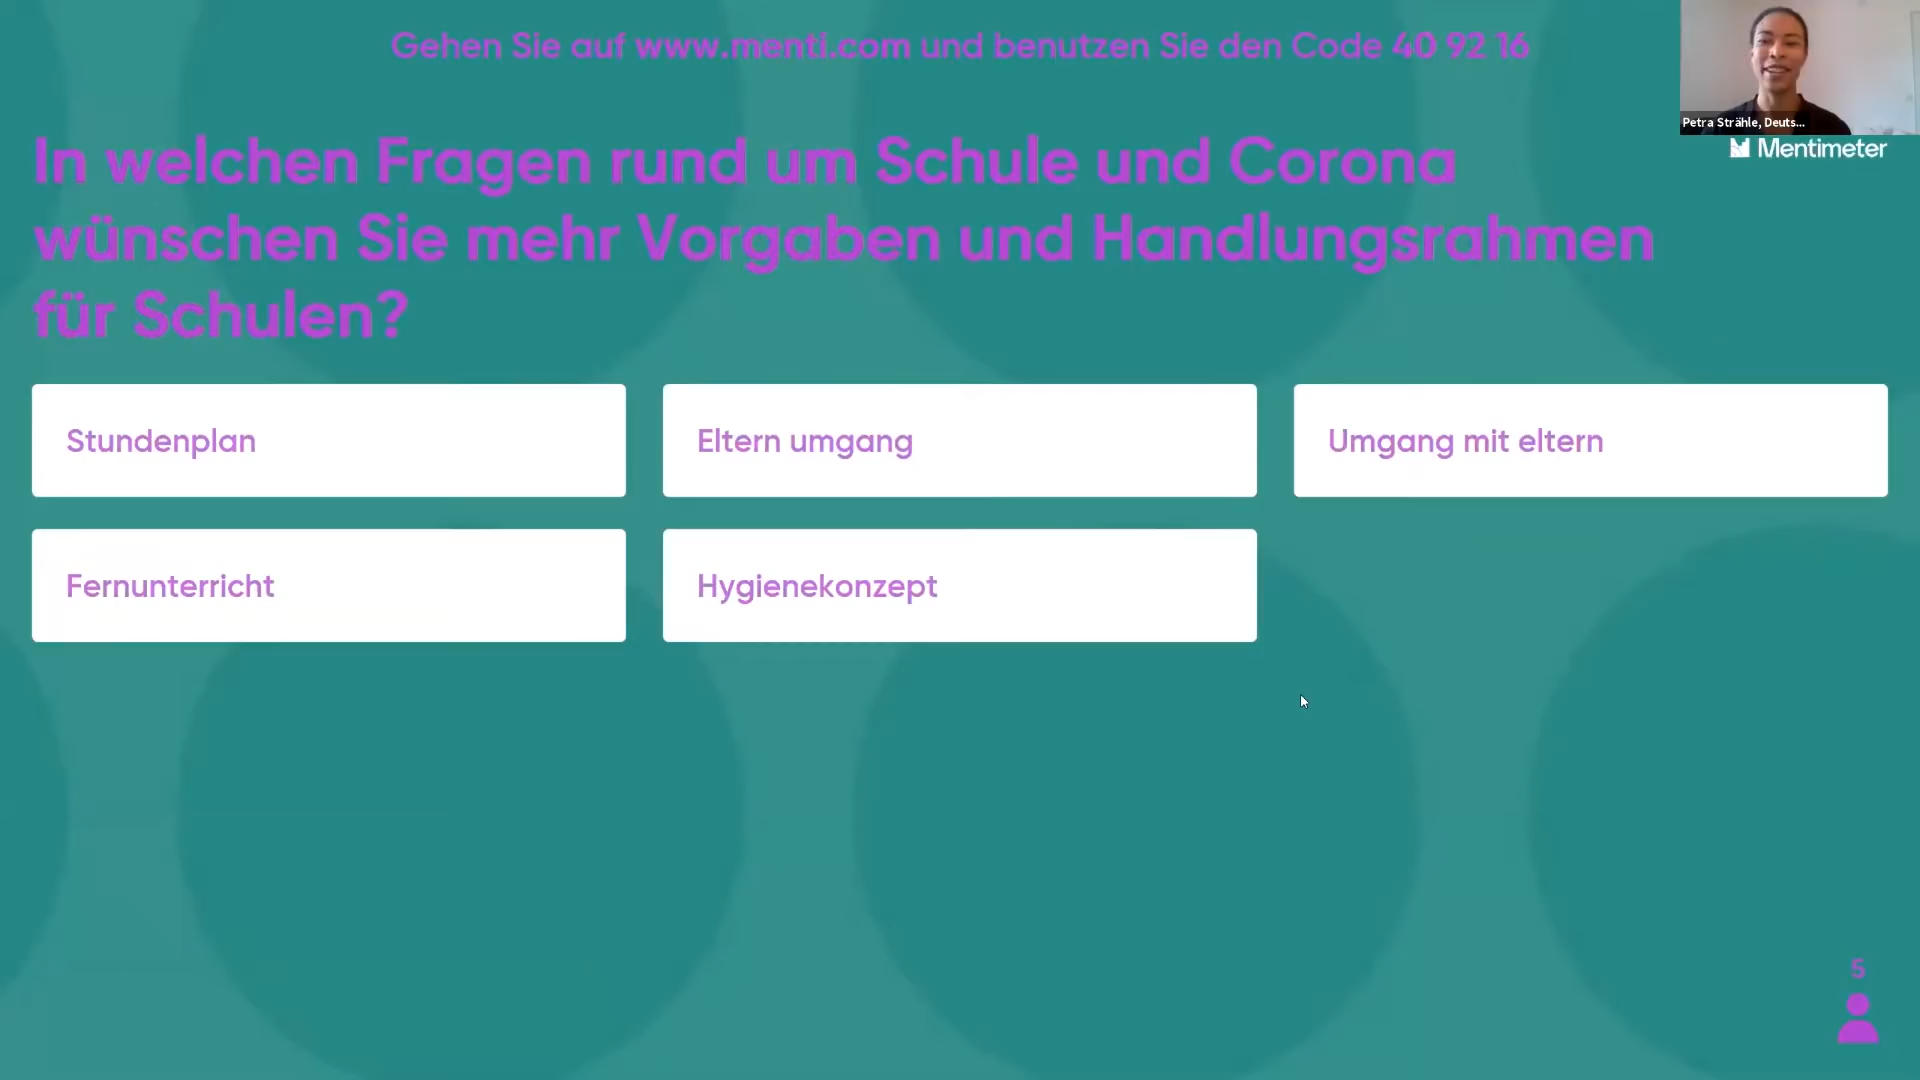 Gehen Sie auf www.menti.com und benutzen Sie den Code 40 92 16
Petra Strähle, Deuts...
Mentimeter
In welchen Fragen rund um Schule und Corona
wünschen Sie mehr Vorgaben und Handlungsrahmen
für Schulen?
Stundenplan
Eltern umgang
Umgang mit eltern
Fernunterricht
Hygienekonzept
5